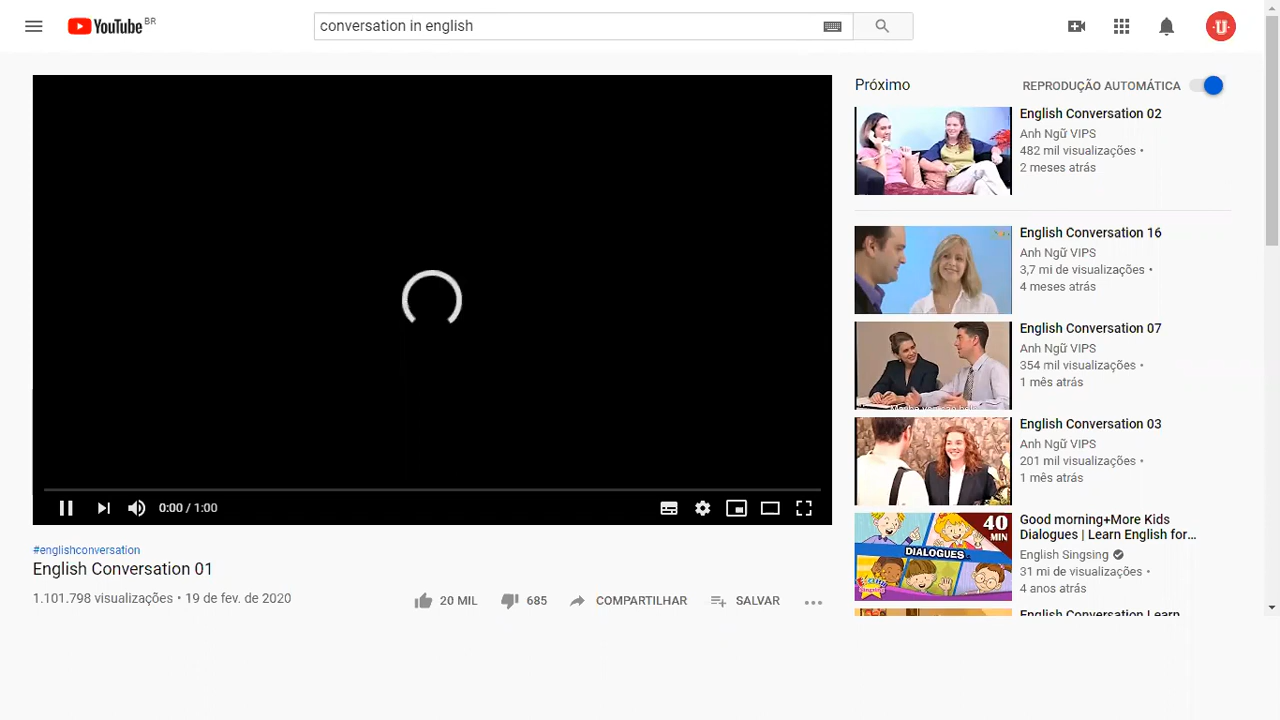 YouTube BR
conversation in english
0:00 / 1:00
#englishconversation
English Conversation 01
1.101.798 visualizações • 19 de fev. de 2020
20 MIL
685
COMPARTILHAR
SALVAR
Próximo
REPRODUÇÃO AUTOMÁTICA
English Conversation 02
Anh Ngữ VIPS
482 mil visualizações •
2 meses atrás
English Conversation 16
Anh Ngữ VIPS
3,7 mi de visualizações •
4 meses atrás
English Conversation 07
Anh Ngữ VIPS
354 mil visualizações •
1 mês atrás
English Conversation 03
Anh Ngữ VIPS
201 mil visualizações •
1 mês atrás
40
MIN
DIALOGUES
Singsing
Good morning+More Kids
Dialogues | Learn English for...
English Singsing
31 mi de visualizações •
4 anos atrás
English Conversation Learn